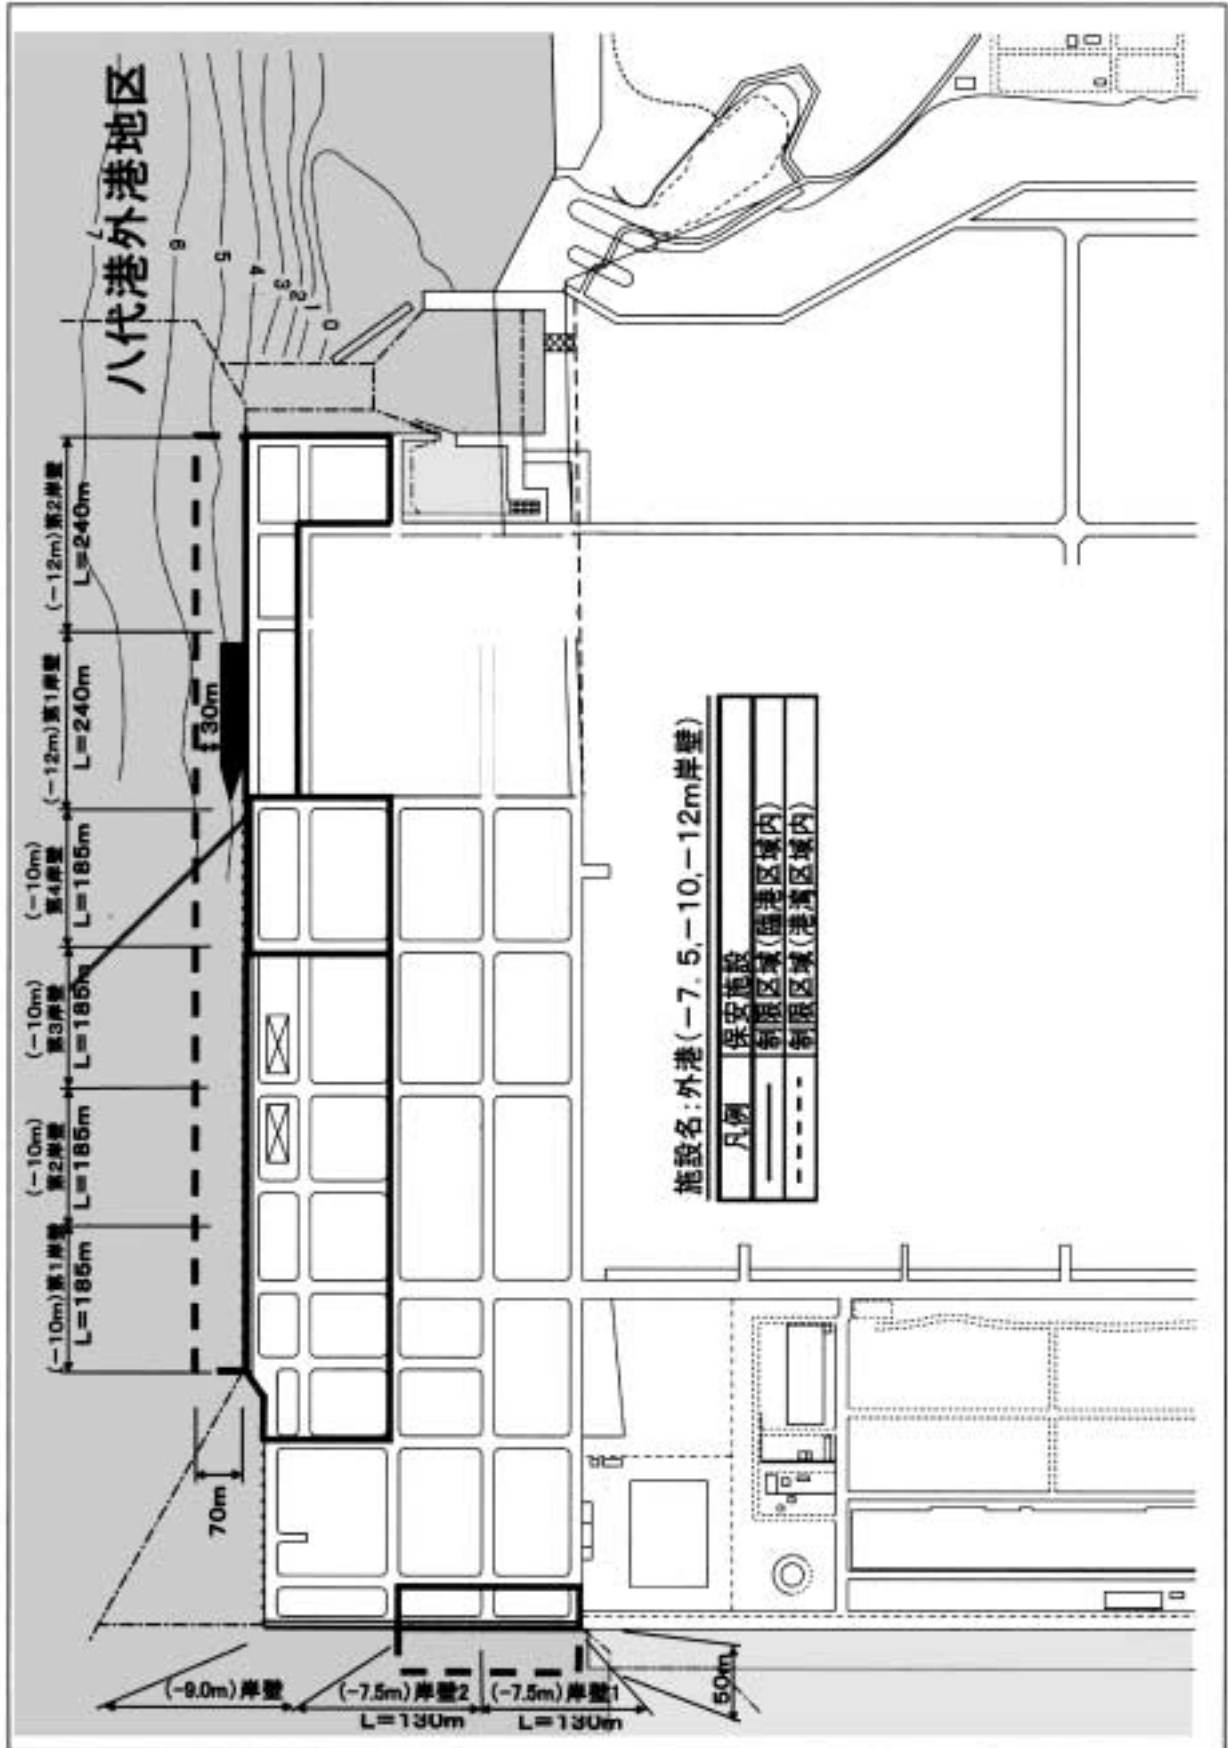 八代港外港地区
7
6
5
4
3
2
1
0
(−12m)第2岸壁
L=240m
(−12m)第1岸壁
L=240m
30m
(−10m)
第4岸壁
L=185m
(−10m)
第3岸壁
L=185m
(−10m)
第2岸壁
L=185m
(−10m)第1岸壁
L=185m
70m
施設名:外港(−7.5,−10,−12m岸壁)
凡例
保安施設
制限区域(臨港区域内)
制限区域(港湾区域内)
(-9.0m)岸壁
(-7.5m)岸壁2
L=130m
(-7.5m)岸壁1
L=130m
50m